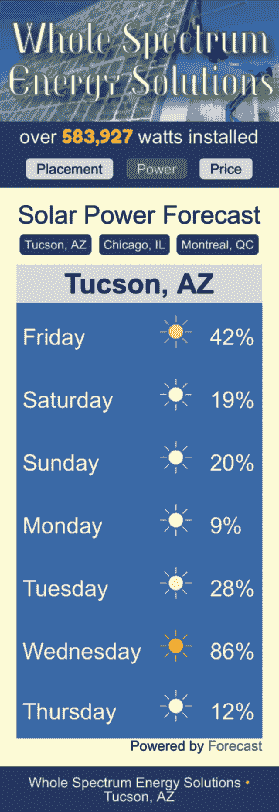 Whole Spectrum
Energy Solutions
over 583,927 watts installed
Placement Power Price
Solar Power Forecast
Tucson, AZ Chicago, IL Montreal, QC
Tucson, AZ
Friday 42%
Saturday 19%
Sunday 20%
Monday 9%
Tuesday 28%
Wednesday 86%
Thursday 12%
Powered by Forecast
Whole Spectrum Energy Solutions •
Tucson, AZ